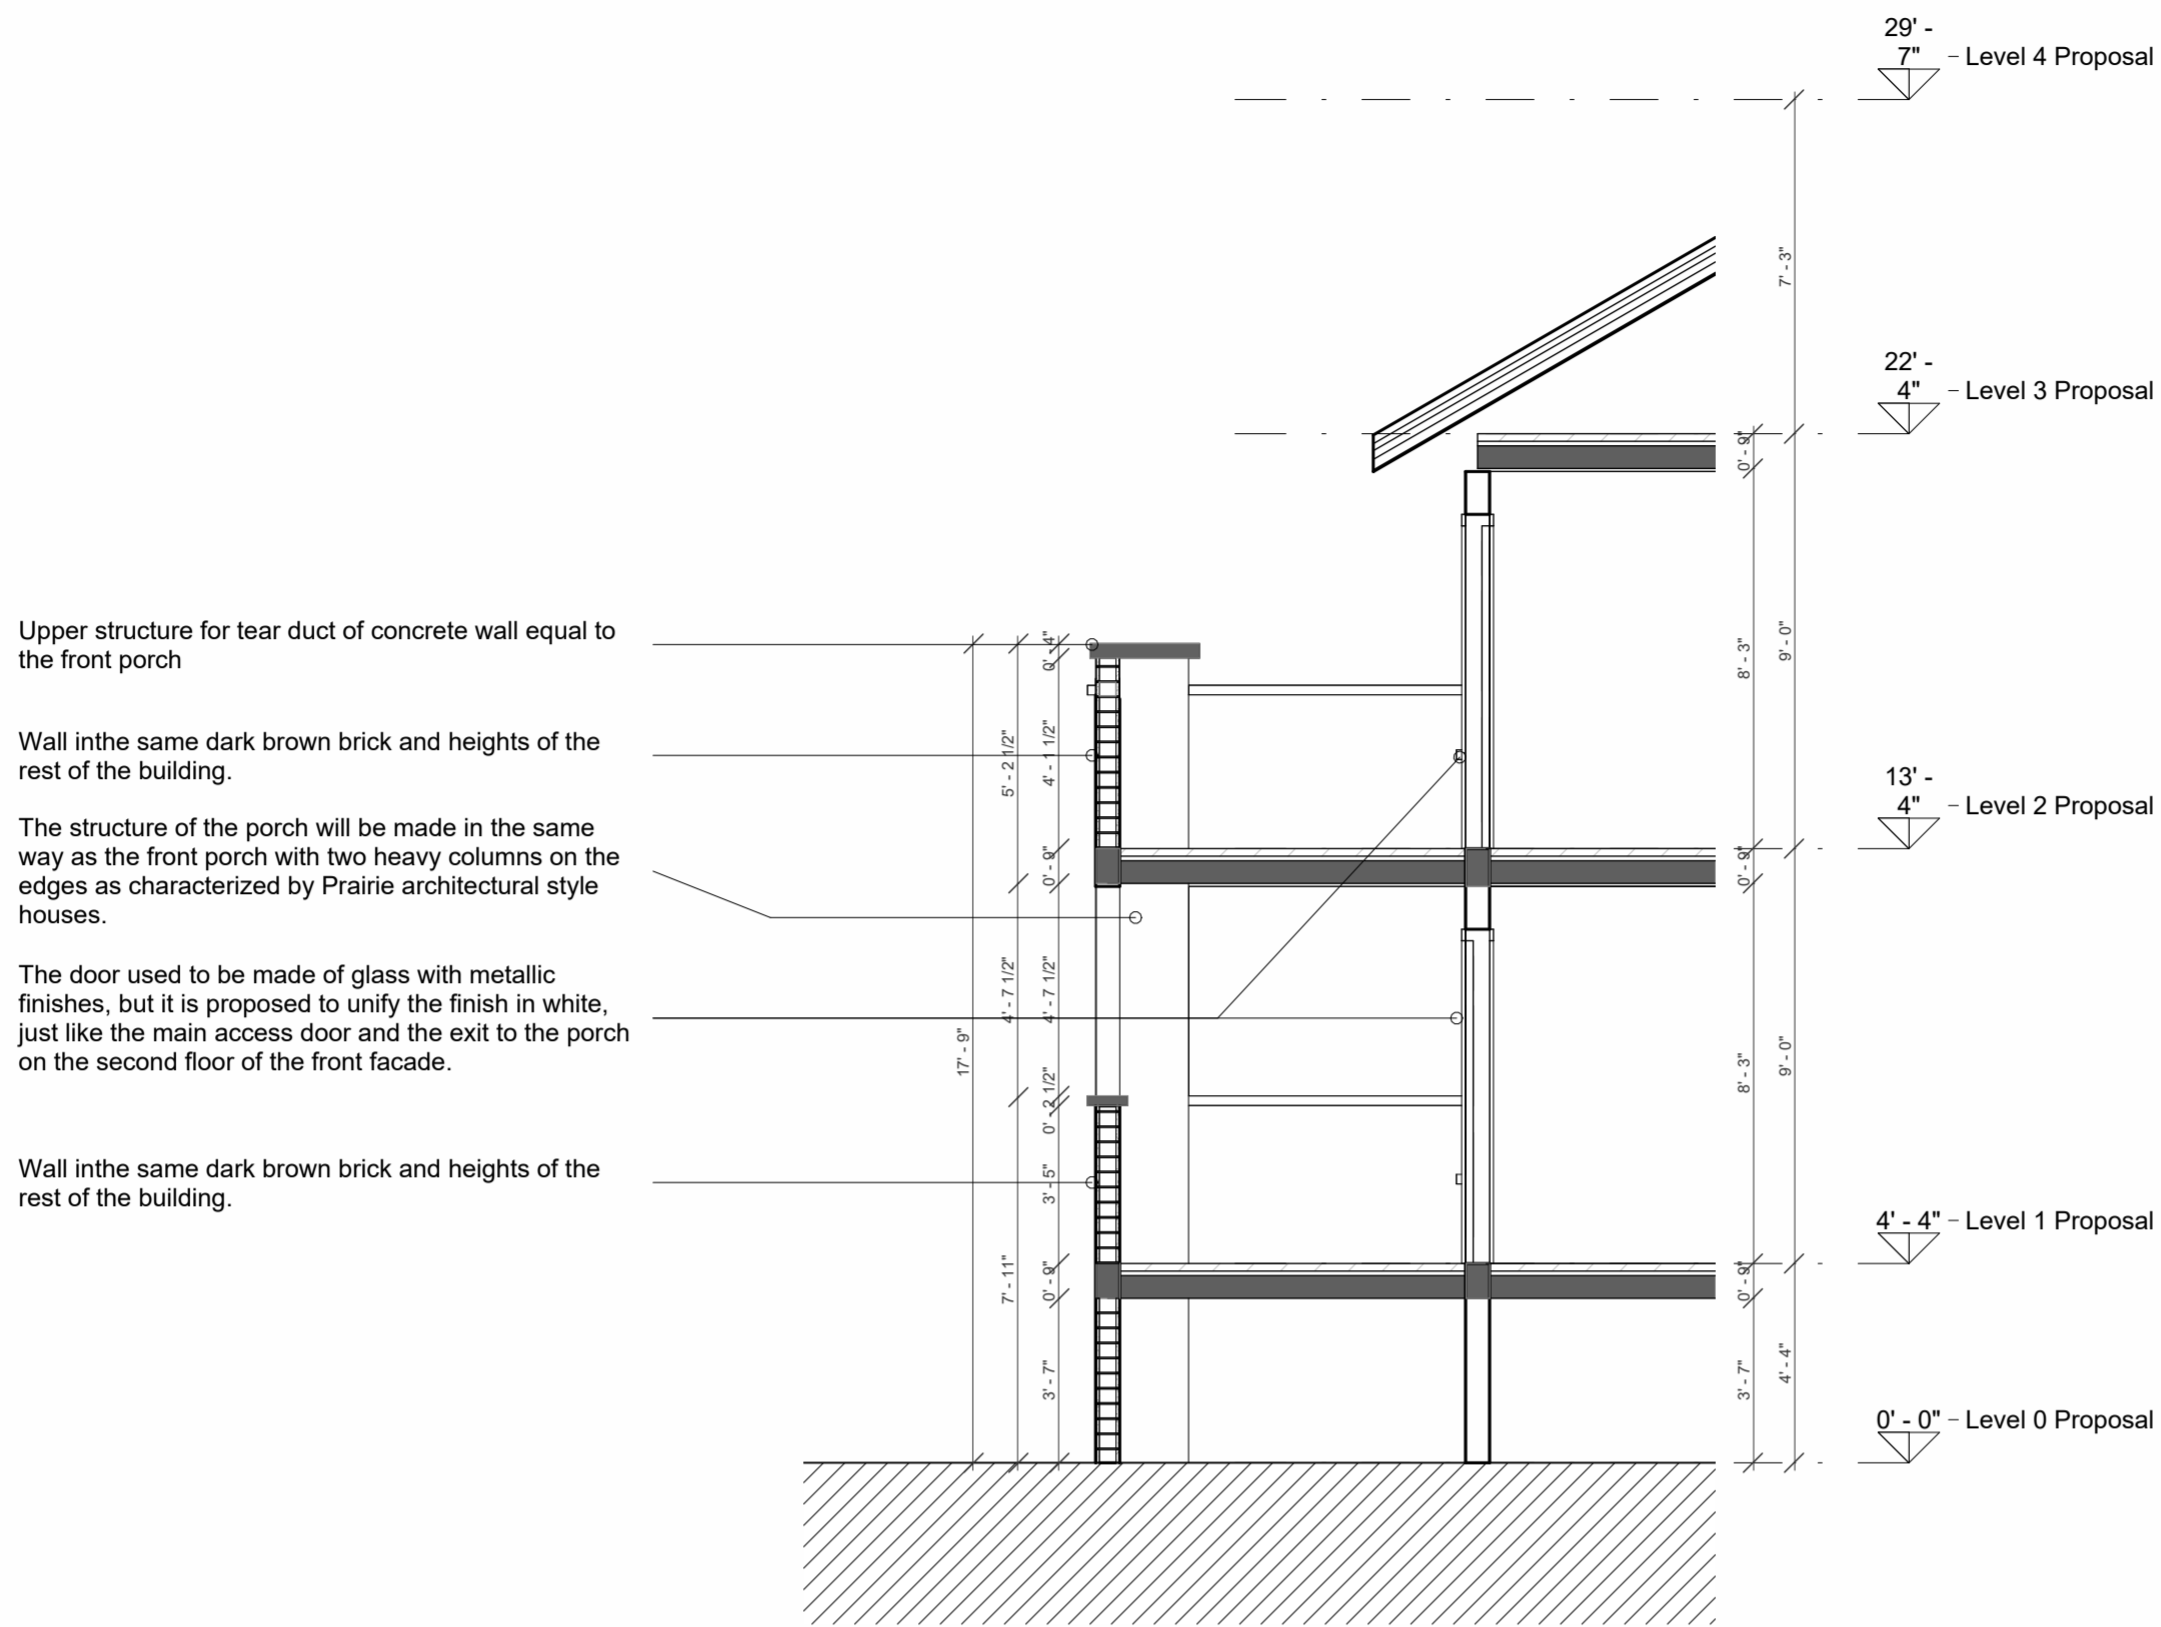 29' -
7" Level 4 Proposal
7' - 3"
22' -
4" Level 3 Proposal
0' - 9"
8' - 3"
9' - 0"
Upper structure for tear duct of concrete wall equal to
the front porch
0' - 4"
Wall inthe same dark brown brick and heights of the
rest of the building.
5' - 2 1/2"
4' - 1 1/2"
13' -
4" Level 2 Proposal
The structure of the porch will be made in the same
way as the front porch with two heavy columns on the
edges as characterized by Prairie architectural style
houses.
0' - 9"
0' - 9"
The door used to be made of glass with metallic
finishes, but it is proposed to unify the finish in white,
just like the main access door and the exit to the porch
on the second floor of the front facade.
17' - 9"
4' - 7 1/2"
4' - 7 1/2"
8' - 3"
9' - 0"
0' - 2 1/2"
Wall inthe same dark brown brick and heights of the
rest of the building.
3' - 5"
4' - 4" Level 1 Proposal
7' - 11"
0' - 9"
0' - 9"
3' - 7"
3' - 7"
4' - 4"
0' - 0" Level 0 Proposal